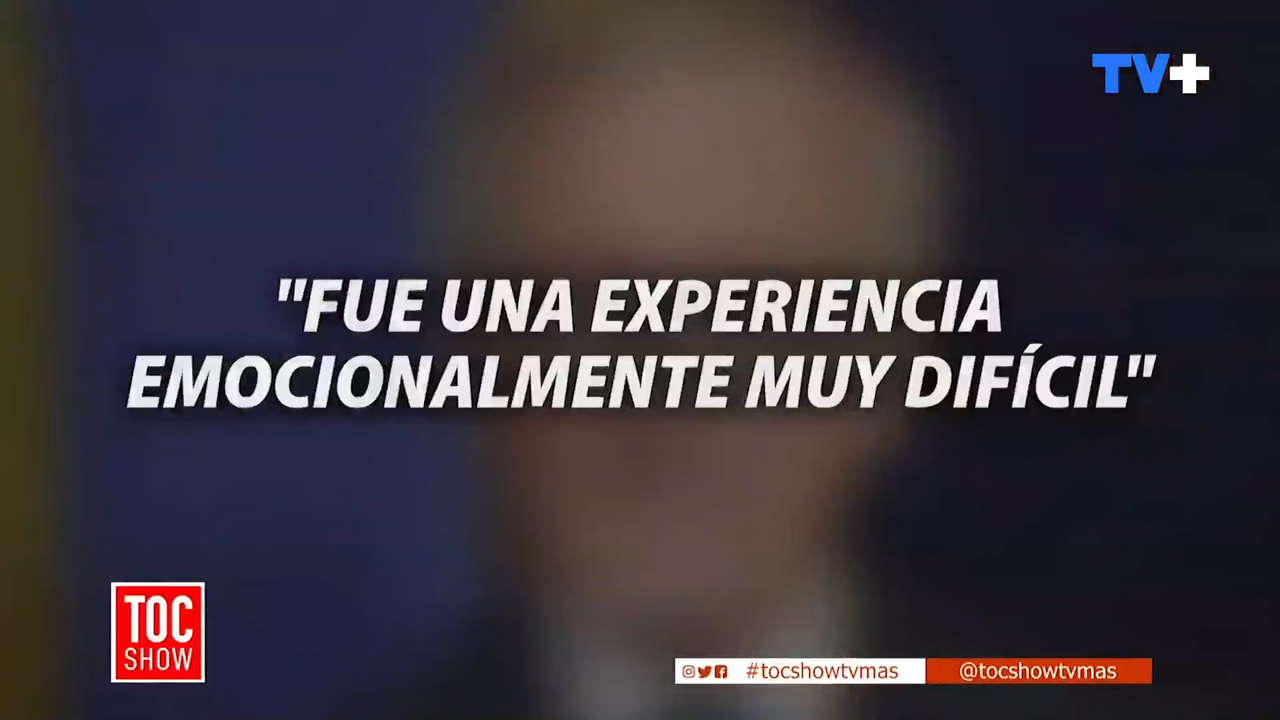 TV+
"FUE UNA EXPERIENCIA
EMOCIONALMENTE MUY DIFÍCIL"
TOC
SHOW
#tocshowtvmas @tocshowtvmas